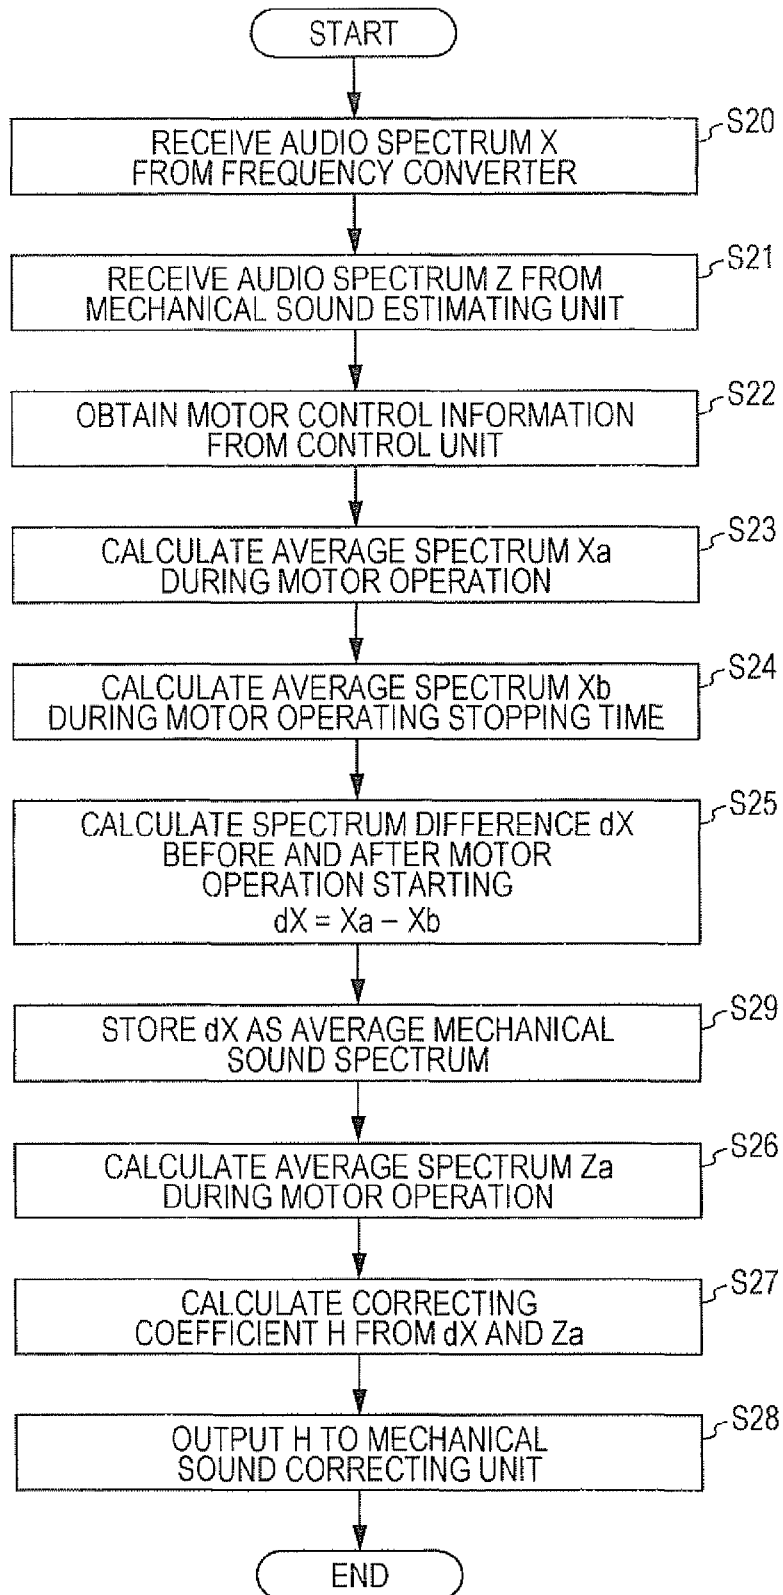 START
S20
RECEIVE AUDIO SPECTRUM X
FROM FREQUENCY CONVERTER
S21
RECEIVE AUDIO SPECTRUM Z FROM
MECHANICAL SOUND ESTIMATING UNIT
S22
OBTAIN MOTOR CONTROL INFORMATION
FROM CONTROL UNIT
S23
CALCULATE AVERAGE SPECTRUM Xa
DURING MOTOR OPERATION
S24
CALCULATE AVERAGE SPECTRUM Xb
DURING MOTOR OPERATING STOPPING TIME
S25
CALCULATE SPECTRUM DIFFERENCE dX
BEFORE AND AFTER MOTOR
OPERATION STARTING
dX = Xa – Xb
S29
STORE dX AS AVERAGE MECHANICAL
SOUND SPECTRUM
S26
CALCULATE AVERAGE SPECTRUM Za
DURING MOTOR OPERATION
S27
CALCULATE CORRECTING
COEFFICIENT H FROM dX AND Za
S28
OUTPUT H TO MECHANICAL
SOUND CORRECTING UNIT
END